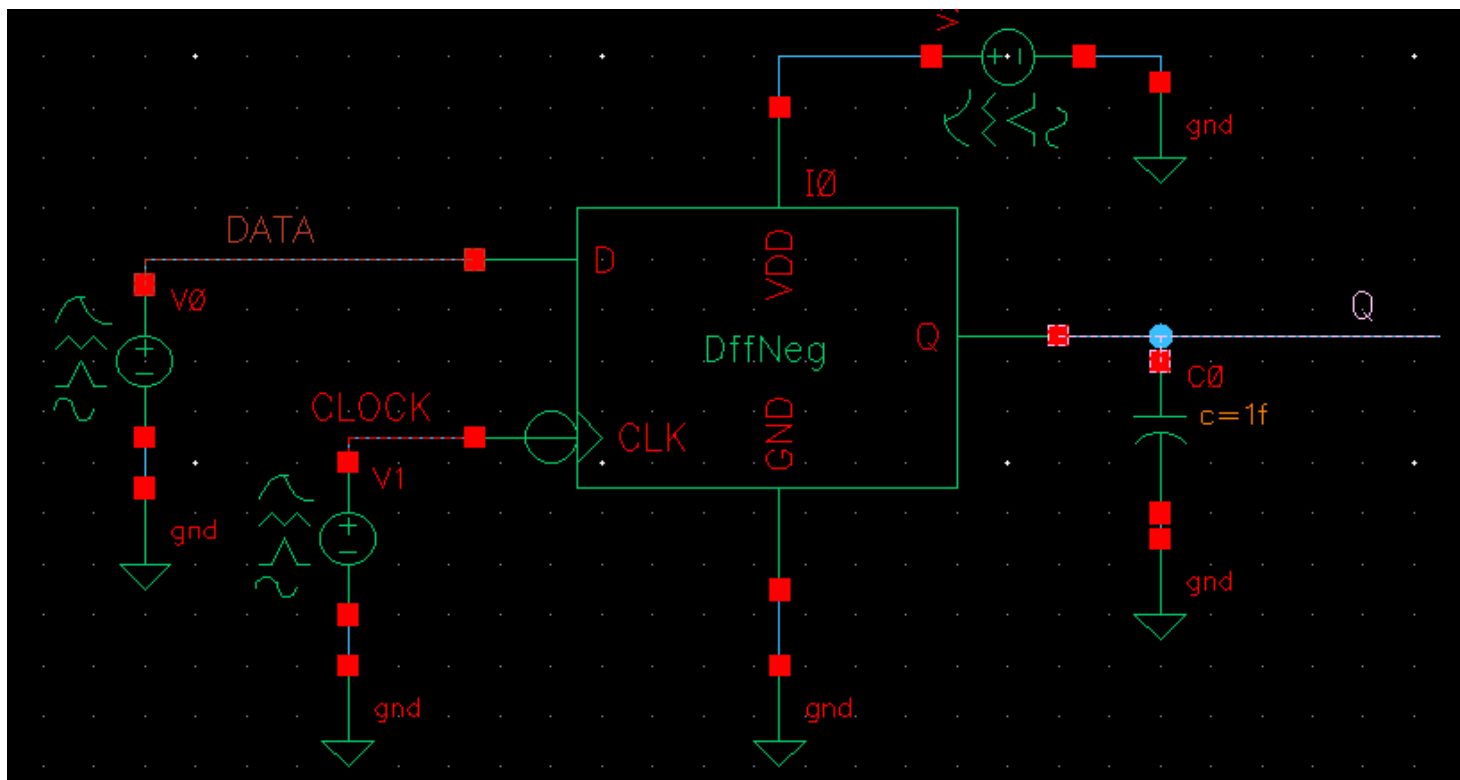 gnd
I0
DATA
D
VDD
V0
Q
Q
DffNeg
C0
c=1f
CLOCK
CLK
GND
V1
gnd
gnd
gnd
gnd